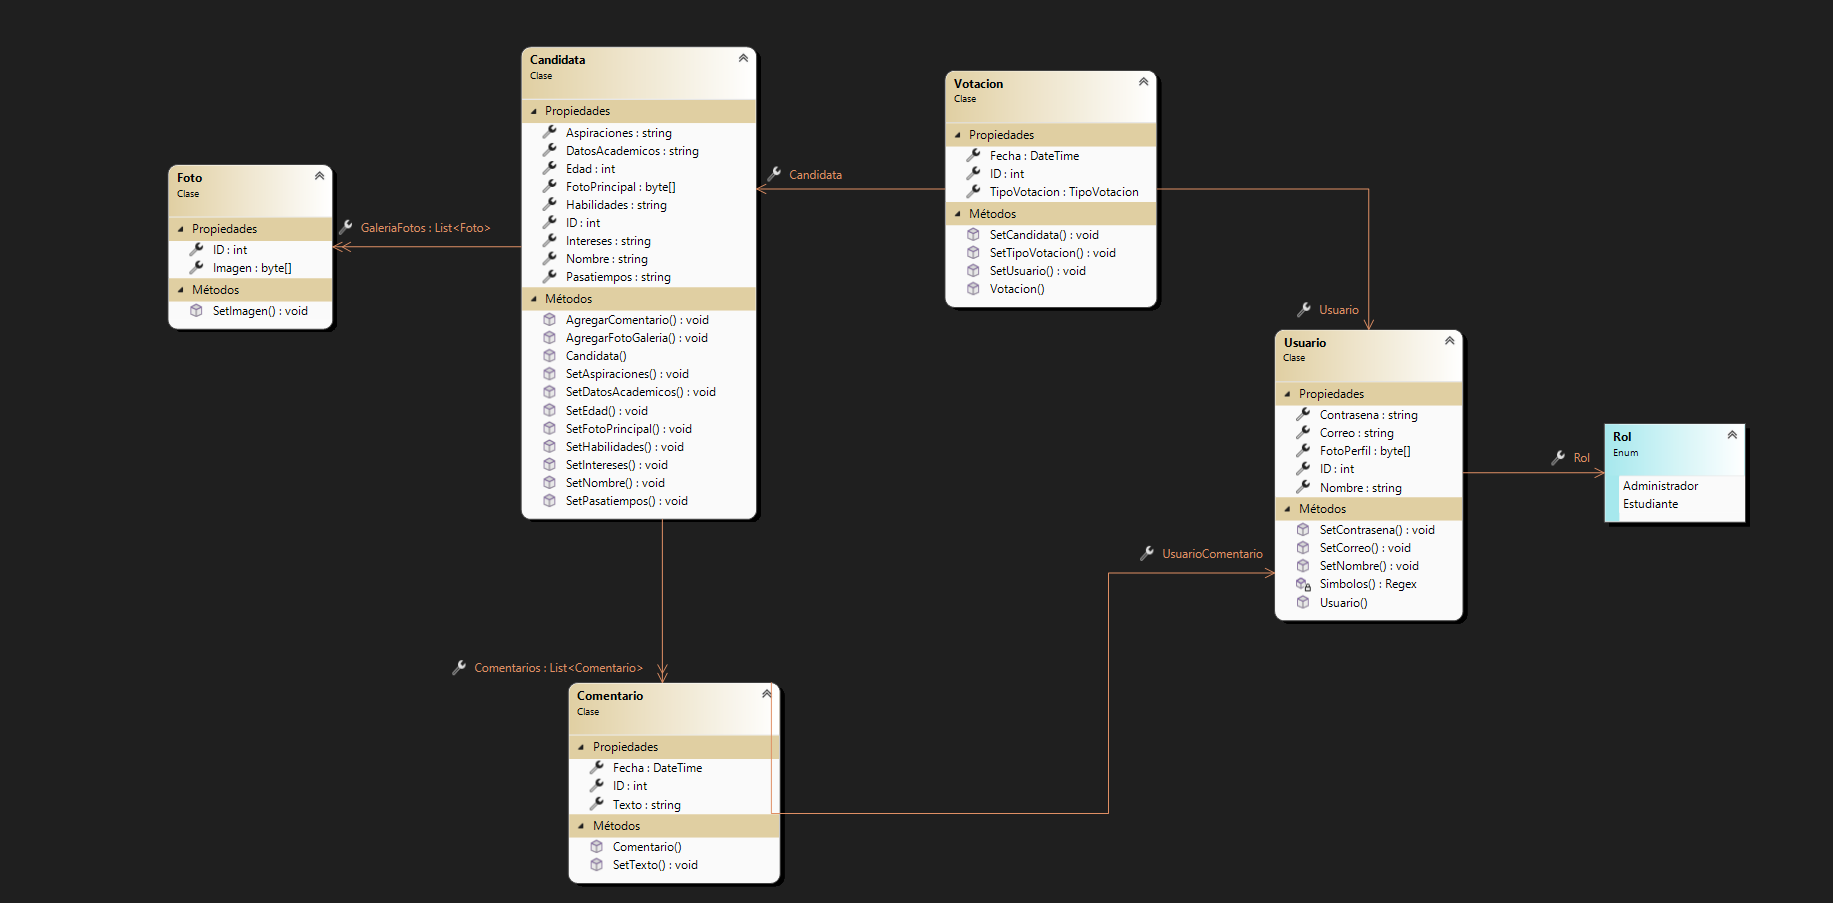 Foto
Clase
Propiedades
ID : int
Imagen : byte[]
Métodos
SetImagen() : void
GaleriaFotos : List<Foto>
Candidata
Clase
Propiedades
Aspiraciones : string
DatosAcademicos : string
Edad : int
FotoPrincipal : byte[]
Habilidades : string
ID : int
Intereses : string
Nombre : string
Pasatiempos : string
Métodos
AgregarComentario() : void
AgregarFotoGaleria() : void
Candidata()
SetAspiraciones() : void
SetDatosAcademicos() : void
SetEdad() : void
SetFotoPrincipal() : void
SetHabilidades() : void
SetIntereses() : void
SetNombre() : void
SetPasatiempos() : void
Candidata
Votacion
Clase
Propiedades
Fecha : DateTime
ID : int
TipoVotacion : TipoVotacion
Métodos
SetCandidata() : void
SetTipoVotacion() : void
SetUsuario() : void
Votacion()
Usuario
Usuario
Clase
Propiedades
Contrasena : string
Correo : string
FotoPerfil : byte[]
ID : int
Nombre : string
Métodos
SetContrasena() : void
SetCorreo() : void
SetNombre() : void
Simbolos() : Regex
Usuario()
Rol
Rol
Enum
Administrador
Estudiante
UsuarioComentario
Comentarios : List<Comentario>
Comentario
Clase
Propiedades
Fecha : DateTime
ID : int
Texto : string
Métodos
Comentario()
SetTexto() : void